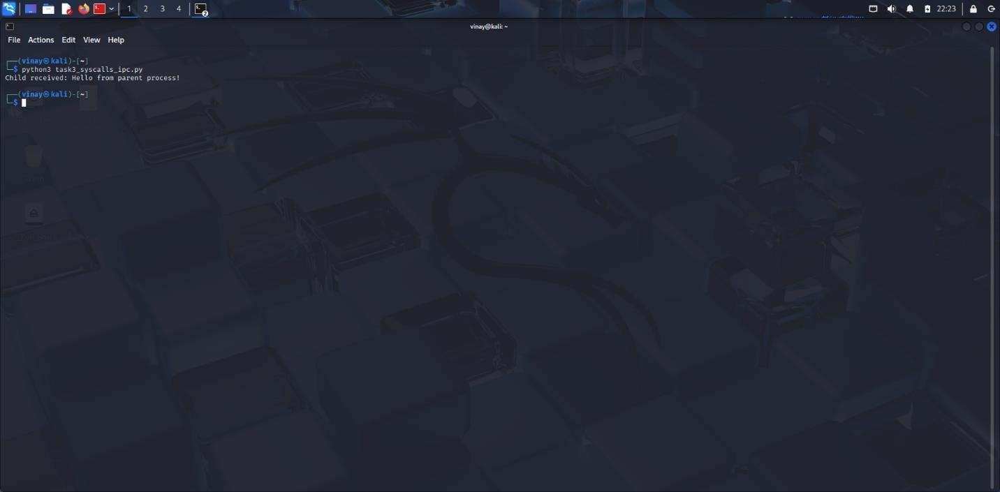 1 2 3 4 2 22:23
vinay@kali: ~
File Actions Edit View Help
┌──(vinay㉿kali)-[~]
└─$ python3 task3_syscalls_ipc.py
Child received: Hello from parent process!
┌──(vinay㉿kali)-[~]
└─$